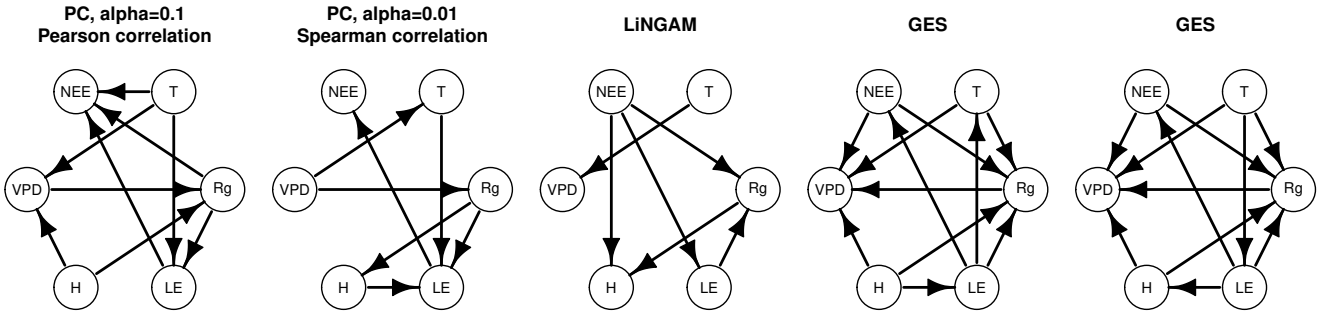 PC, alpha=0.1
Pearson correlation
PC, alpha=0.01
Spearman correlation
LiNGAM
GES
GES
NEE
T
VPD
Rg
H
LE
NEE
T
VPD
Rg
H
LE
NEE
T
VPD
Rg
H
LE
NEE
T
VPD
Rg
H
LE
NEE
T
VPD
Rg
H
LE